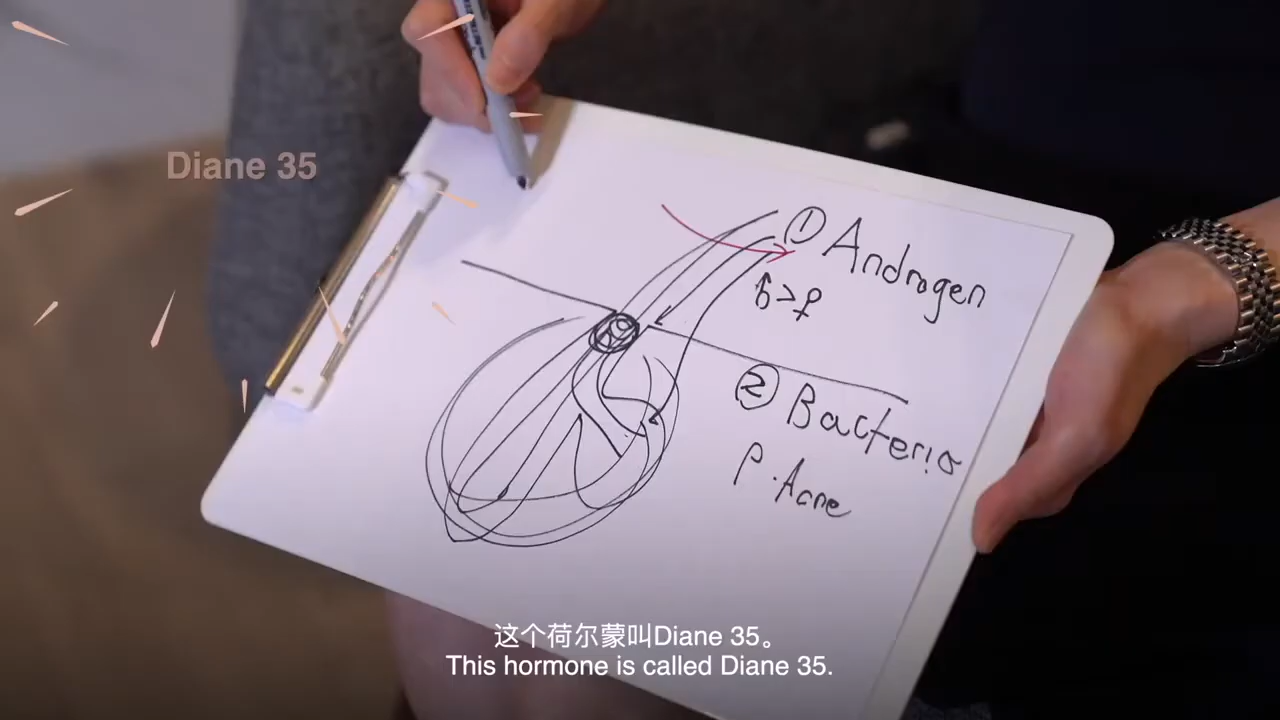 Diane 35
① Androgen
♂>♀
② Bacteria
P. Acne
这个荷尔蒙叫Diane 35。
This hormone is called Diane 35.